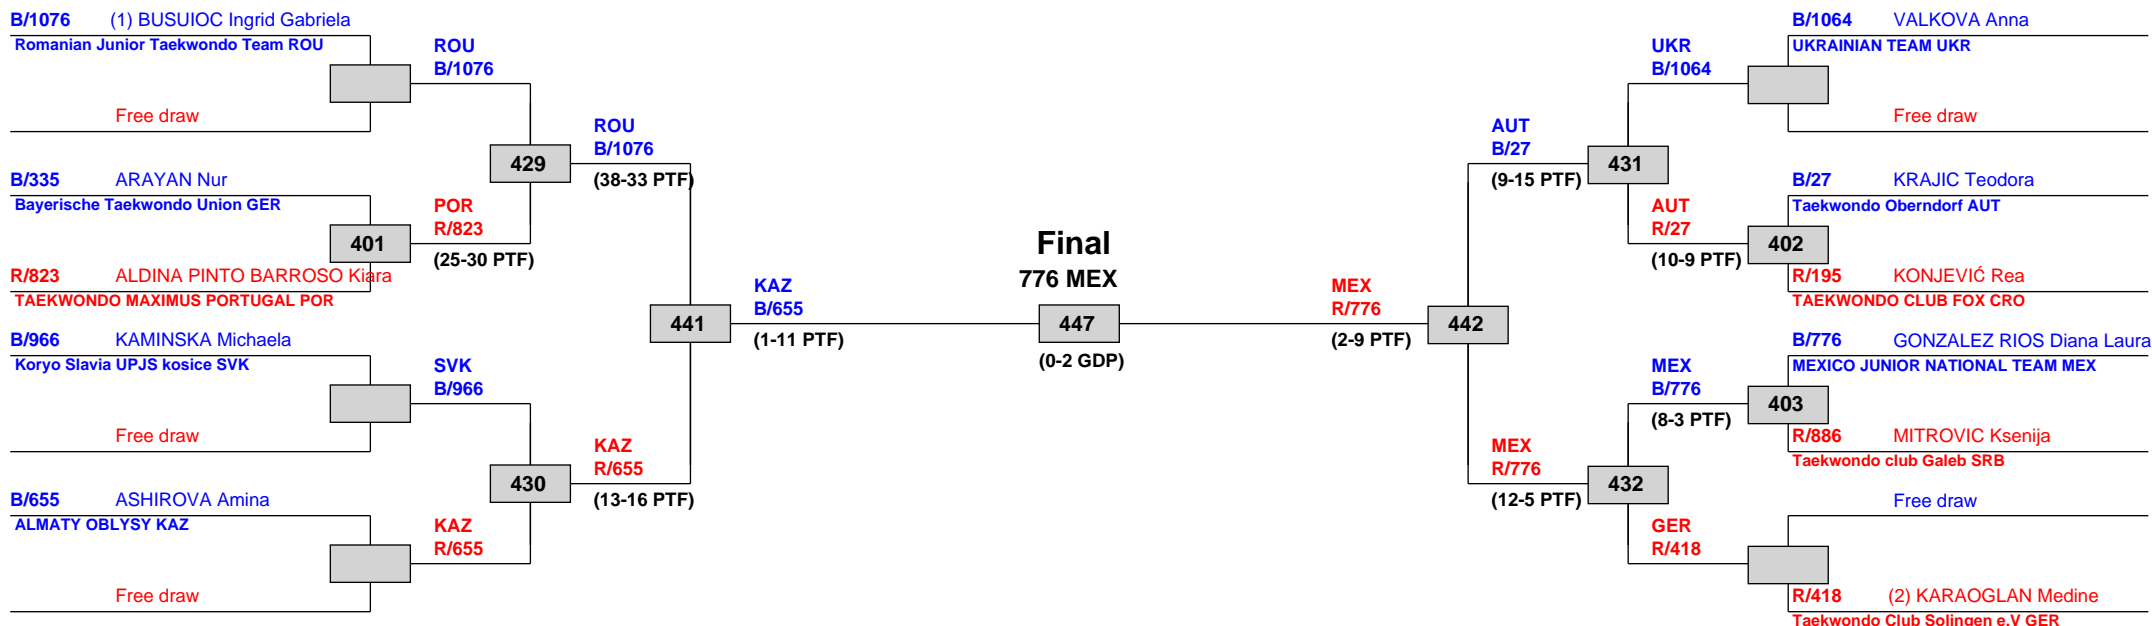 B/1076 (1) BUSUIOC Ingrid Gabriela
Romanian Junior Taekwondo Team ROU
Free draw
B/335 ARAYAN Nur
Bayerische Taekwondo Union GER
401
R/823 ALDINA PINTO BARROSO Kiara
TAEKWONDO MAXIMUS PORTUGAL POR
B/966 KAMINSKA Michaela
Koryo Slavia UPJS kosice SVK
Free draw
B/655 ASHIROVA Amina
ALMATY OBLYSY KAZ
Free draw
ROU
B/1076
429
POR
R/823
(25-30 PTF)
SVK
B/966
430
KAZ
R/655
ROU
B/1076
(38-33 PTF)
441
KAZ
R/655
(13-16 PTF)
KAZ
B/655
(1-11 PTF)
Final
776 MEX
447
(0-2 GDP)
MEX
R/776
(2-9 PTF)
442
AUT
B/27
(9-15 PTF)
MEX
R/776
(12-5 PTF)
UKR
B/1064
431
AUT
R/27
(10-9 PTF)
MEX
B/776
(8-3 PTF)
432
GER
R/418
B/1064 VALKOVA Anna
UKRAINIAN TEAM UKR
Free draw
B/27 KRAJIC Teodora
Taekwondo Oberndorf AUT
402
R/195 KONJEVIĆ Rea
TAEKWONDO CLUB FOX CRO
B/776 GONZALEZ RIOS Diana Laura
MEXICO JUNIOR NATIONAL TEAM MEX
403
R/886 MITROVIC Ksenija
Taekwondo club Galeb SRB
Free draw
R/418 (2) KARAOGLAN Medine
Taekwondo Club Solingen e.V GER